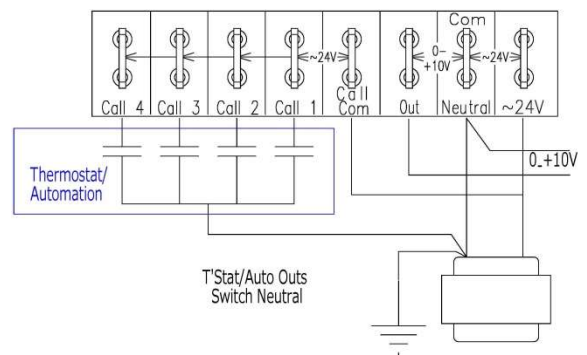 Com
~24V
0-
+10V
~24V
Call 4
Call 3
Call 2
Call 1
Call
Com
Out
Neutral
~24V
Thermostat/
Automation
0-+10V
T'Stat/Auto Outs
Switch Neutral